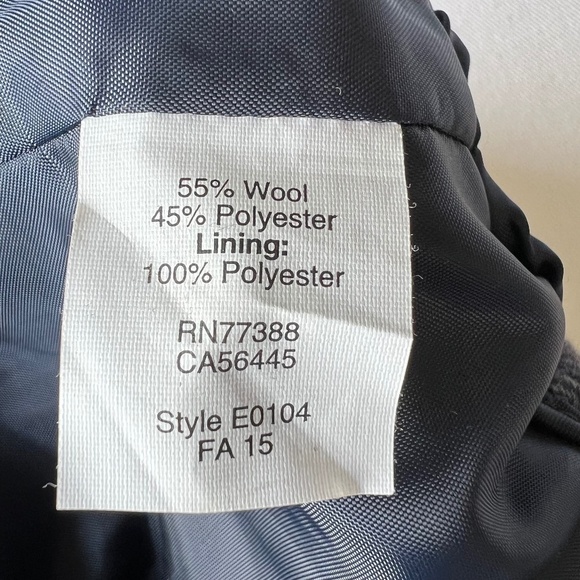 55% Wool
45% Polyester
Lining:
100% Polyester
RN77388
CA56445
Style E0104
FA 15